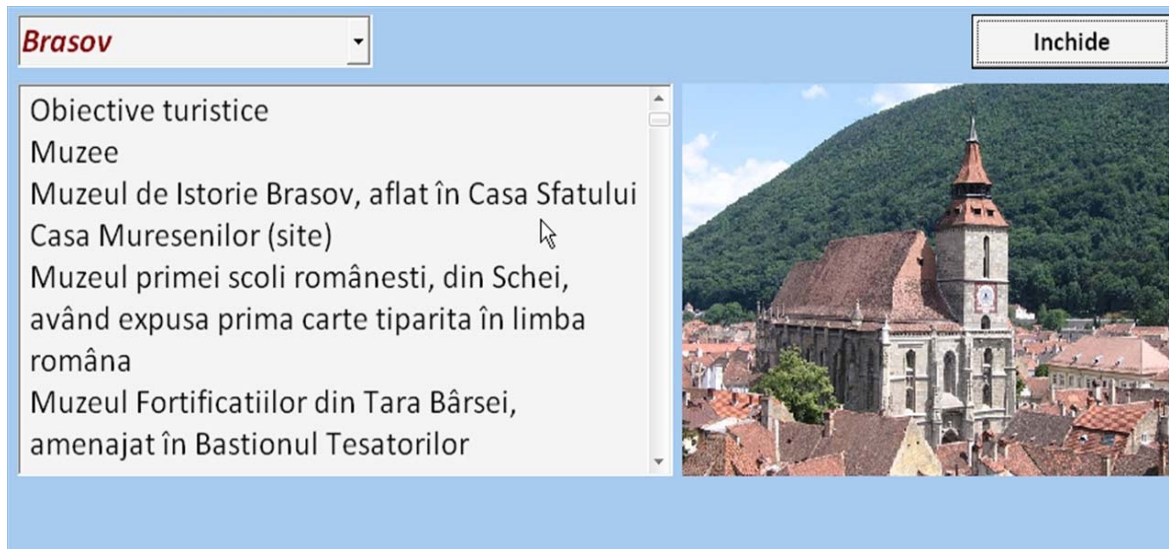 Brasov
Inchide
Obiective turistice
Muzee
Muzeul de Istorie Brasov, aflat în Casa Sfatului
Casa Muresenilor (site)
Muzeul primei scoli românesti, din Schei,
având expusa prima carte tiparita în limba
româna
Muzeul Fortificatiilor din Tara Bârsei,
amenajat în Bastionul Tesatorilor